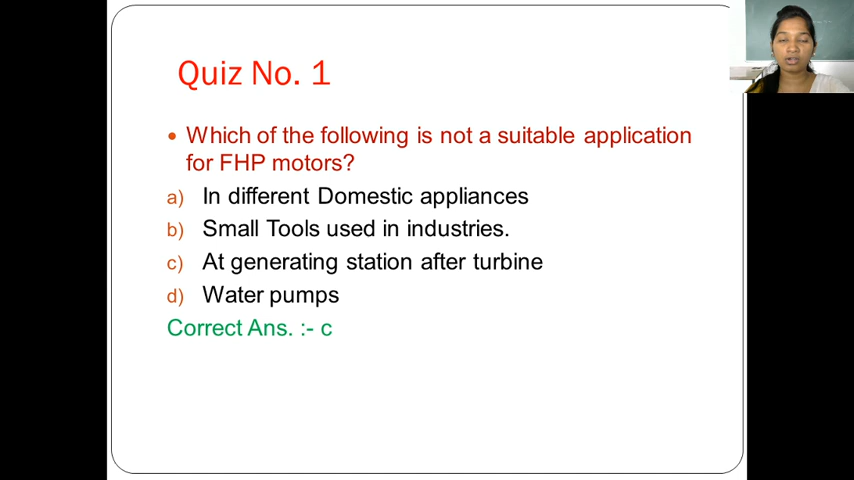 Quiz No. 1
• Which of the following is not a suitable application
for FHP motors?
a) In different Domestic appliances
b) Small Tools used in industries.
c) At generating station after turbine
d) Water pumps
Correct Ans. :- c